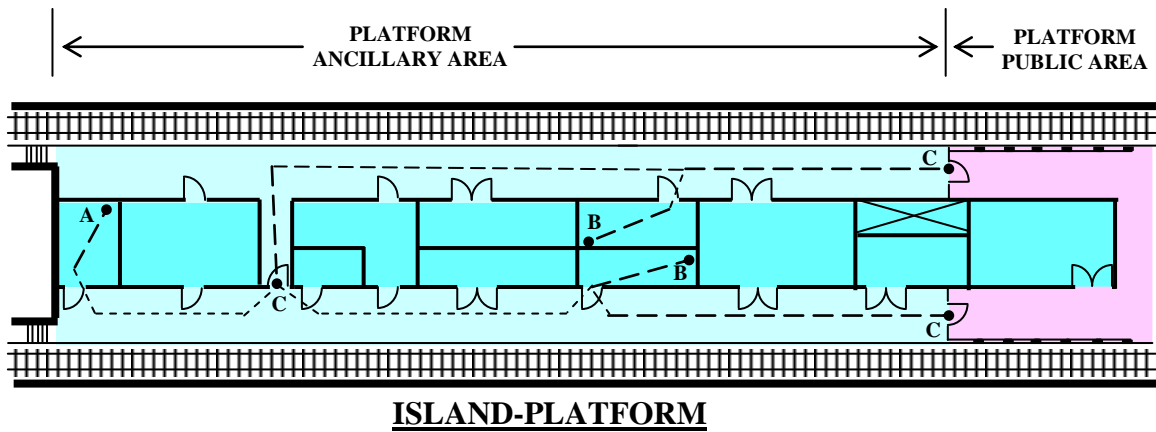 PLATFORM
ANCILLARY AREA
PLATFORM
PUBLIC AREA
C
A
B
B
C
C
ISLAND-PLATFORM